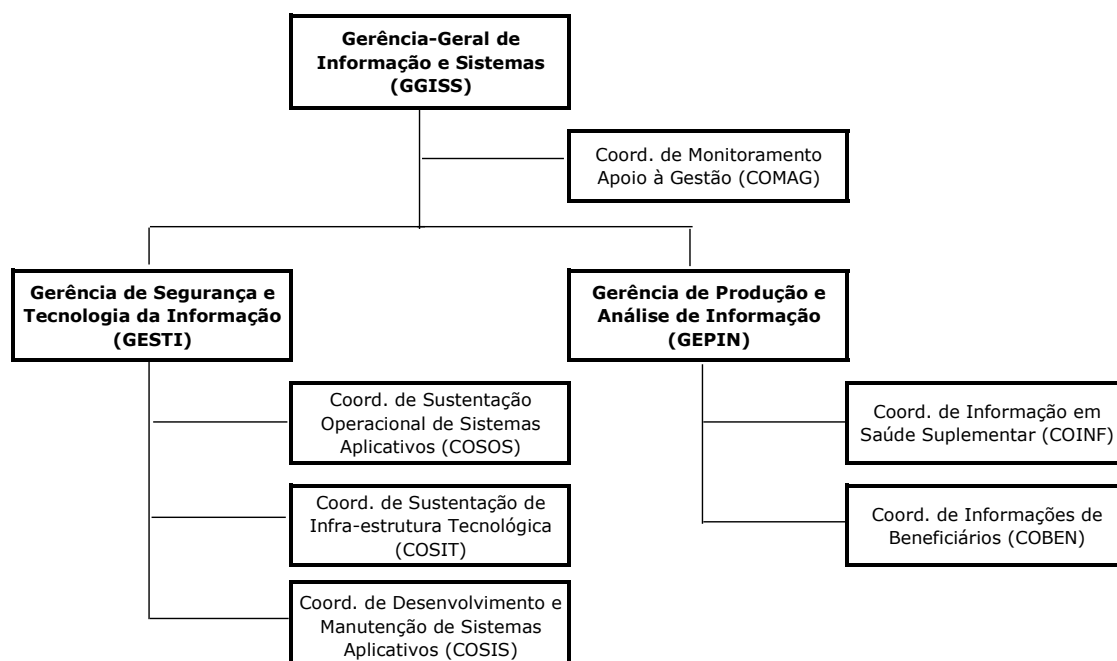 Gerência-Geral de
Informação e Sistemas
(GGISS)
Coord. de Monitoramento
Apoio à Gestão (COMAG)
Gerência de Segurança e
Tecnologia da Informação
(GESTI)
Gerência de Produção e
Análise de Informação
(GEPIN)
Coord. de Sustentação
Operacional de Sistemas
Aplicativos (COSOS)
Coord. de Informação em
Saúde Suplementar (COINF)
Coord. de Sustentação de
Infra-estrutura Tecnológica
(COSIT)
Coord. de Informações de
Beneficiários (COBEN)
Coord. de Desenvolvimento e
Manutenção de Sistemas
Aplicativos (COSIS)